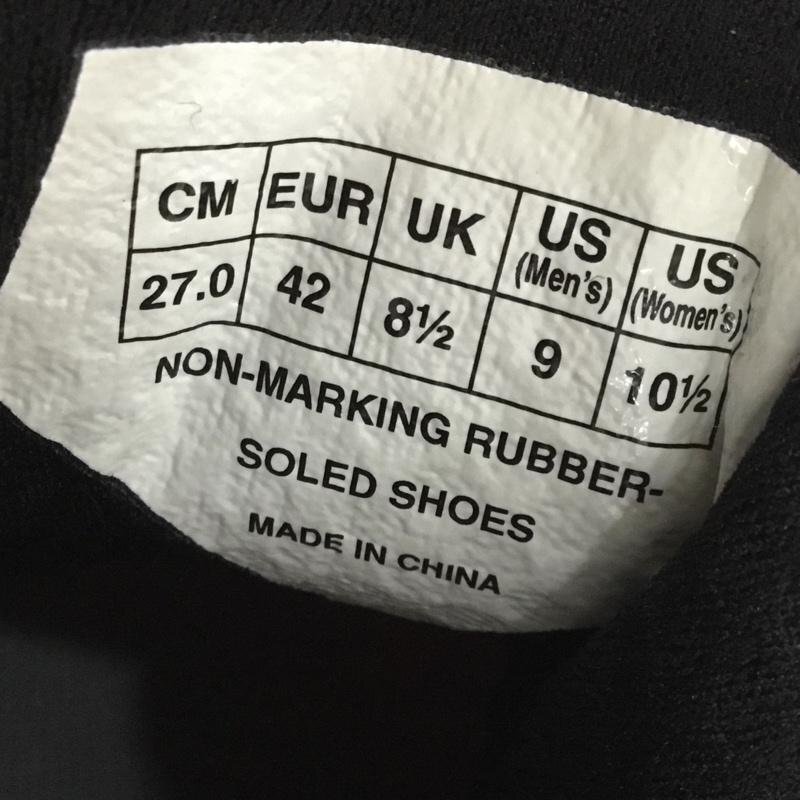 CM EUR UK US (Men's) US (Women's)
27.0 42 8½ 9 10½
NON-MARKING RUBBER-
SOLED SHOES
MADE IN CHINA